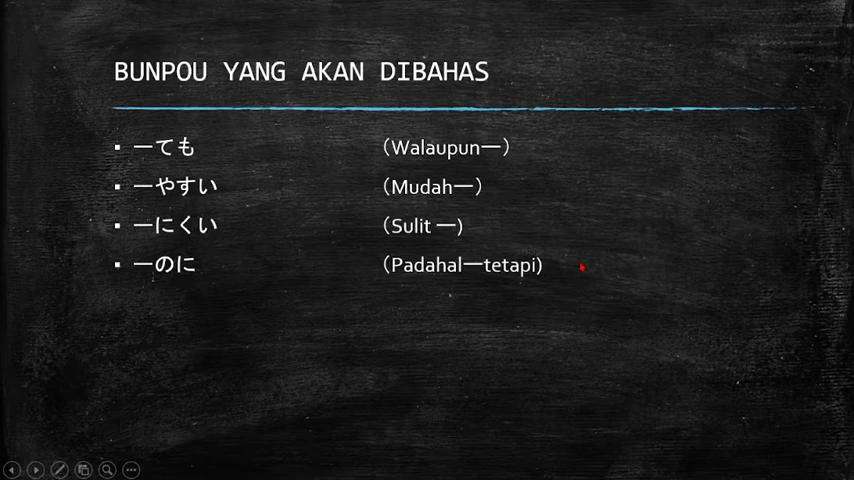 BUNPOU YANG AKAN DIBAHAS
▪ ーても (Walaupunー)
▪ ーやすい (Mudahー)
▪ ーにくい (Sulit ー)
▪ ーのに (Padahalーtetapi)